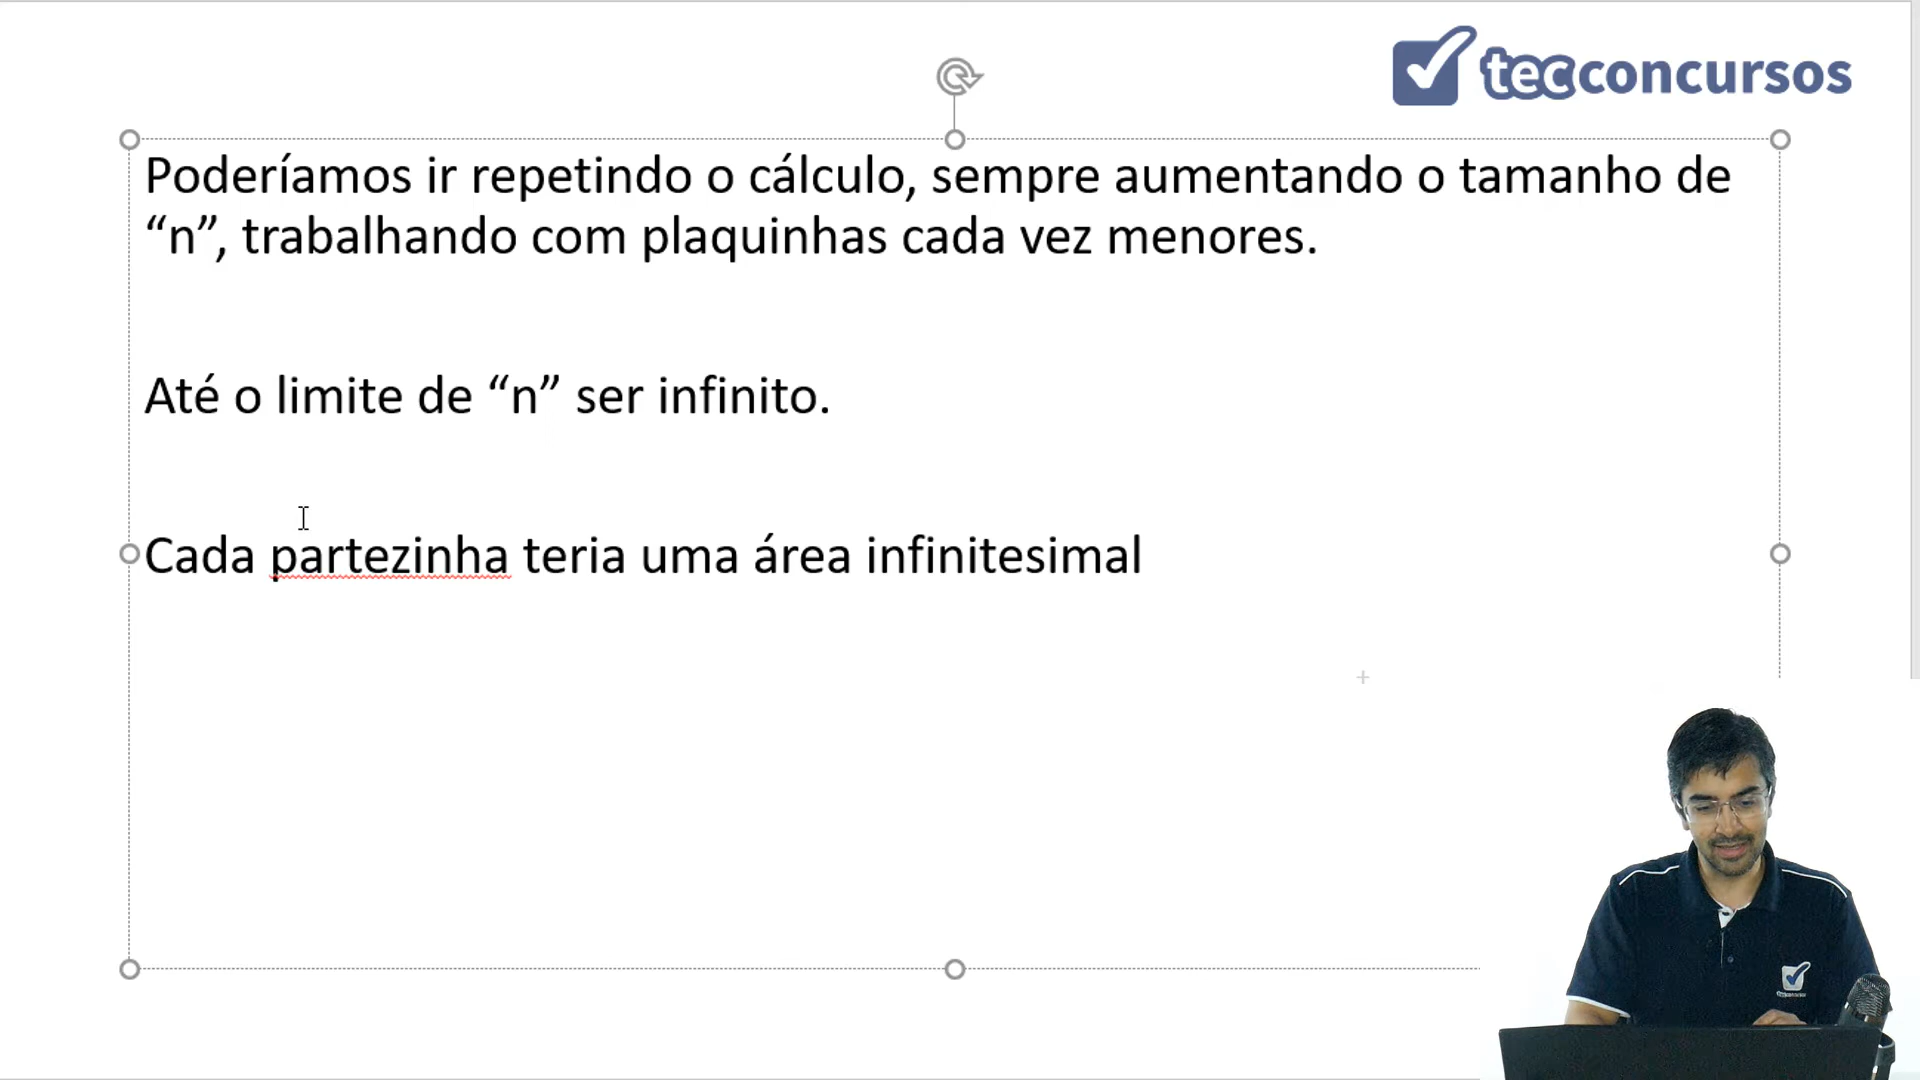 tecconcursos
Poderíamos ir repetindo o cálculo, sempre aumentando o tamanho de
“n”, trabalhando com plaquinhas cada vez menores.
Até o limite de “n” ser infinito.
Cada partezinha teria uma área infinitesimal